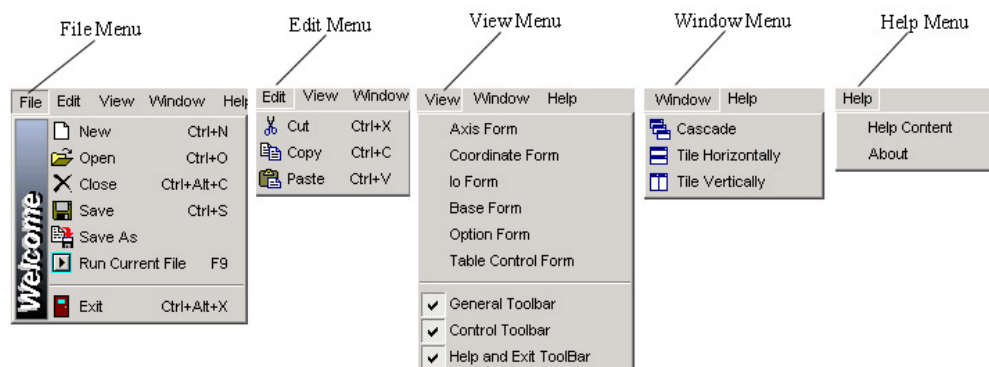 File Menu
Edit Menu
View Menu
Window Menu
Help Menu
File Edit View Window Help
New Ctrl+N
Open Ctrl+O
Close Ctrl+Alt+C
Save Ctrl+S
Save As
Run Current File F9
Exit Ctrl+Alt+X
Welcome
Edit View Window
Cut Ctrl+X
Copy Ctrl+C
Paste Ctrl+V
View Window Help
Axis Form
Coordinate Form
Io Form
Base Form
Option Form
Table Control Form
General Toolbar
Control Toolbar
Help and Exit ToolBar
Window Help
Cascade
Tile Horizontally
Tile Vertically
Help
Help Content
About